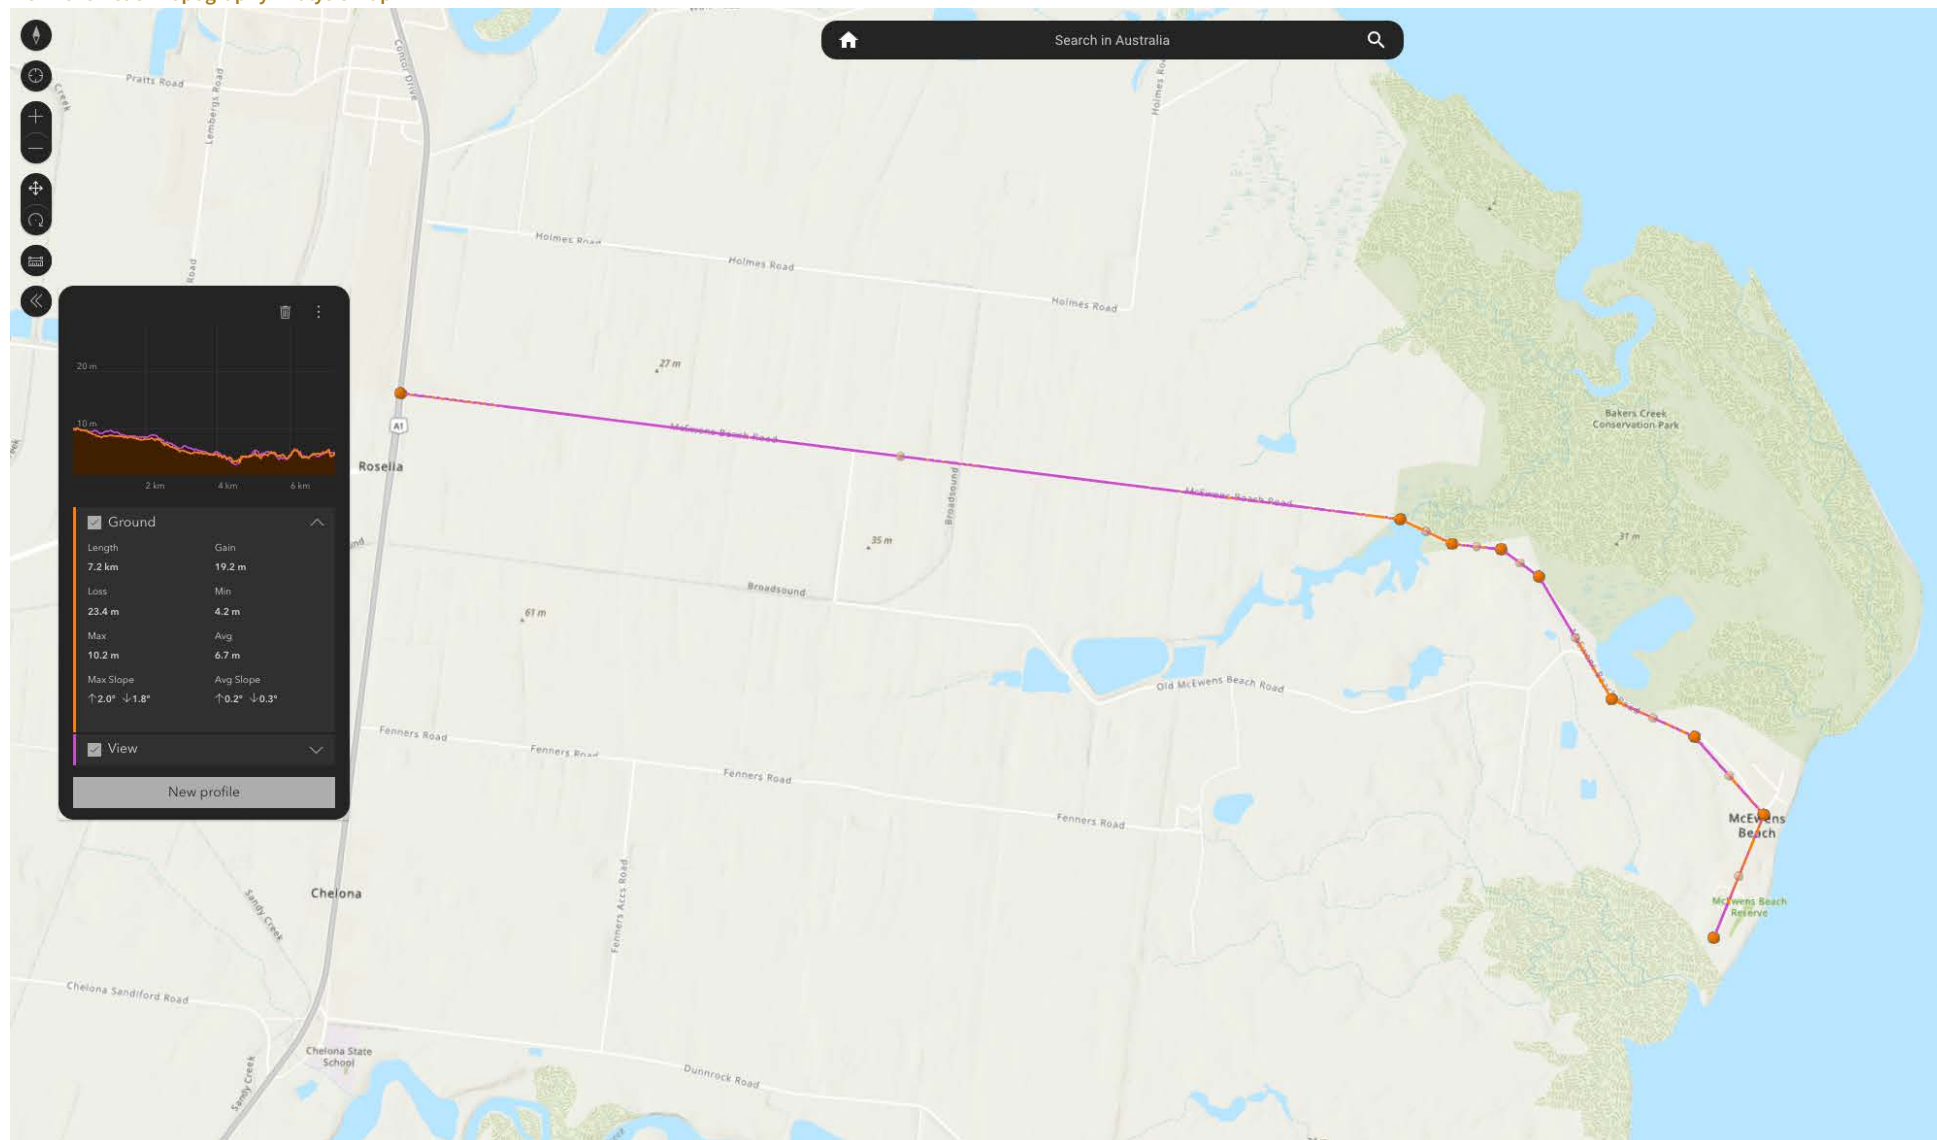 Search in Australia
Pratts Road
Lembergs Road
Connor Drive
Creek
Holmes Road
Holmes Road
Holmes Road
Road
27 m
McEwens Beach Road
A1
Rosella
Broadsound
McEwens Beach Road
Bakers Creek
Conservation Park
35 m
31 m
Broadsound
61 m
Old McEwens Beach Road
Fenners Road
Fenners Road
Fenners Road
Fenners Road
McEwens
Beach
McEwens Beach
Reserve
Fenners Accs Road
Chelona
Sandy Creek
Chelona Sandiford Road
Chelona State
School
Sandy Creek
Dunnrock Road
20 m
10 m
2 km
4 km
6 km
Ground
Length
Gain
7.2 km
19.2 m
Loss
Min
23.4 m
4.2 m
Max
Avg
10.2 m
6.7 m
Max Slope
Avg Slope
↑2.0° ↓1.8°
↑0.2° ↓0.3°
View
New profile